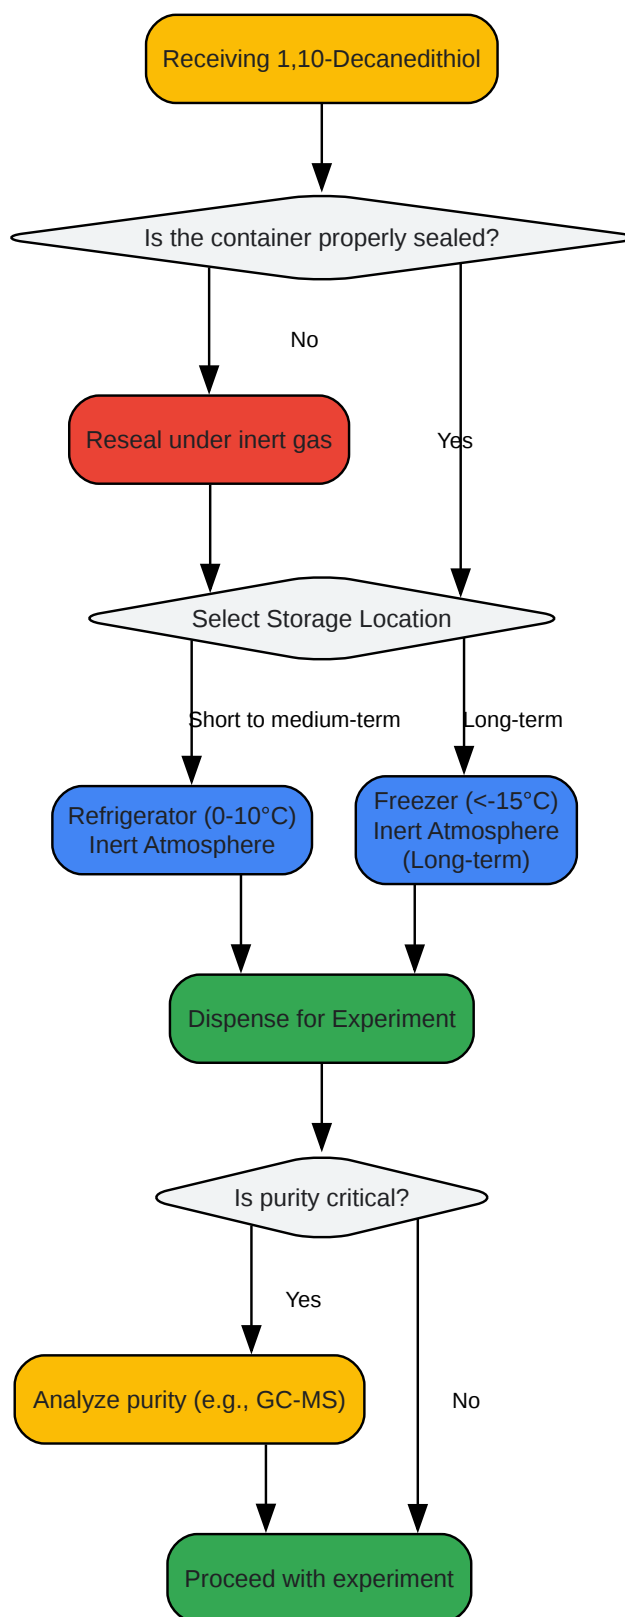 Receiving 1,10-Decanedithiol
Is the container properly sealed?
No
Reseal under inert gas
Yes
Select Storage Location
Short to medium-term
Long-term
Refrigerator (0-10°C)
Inert Atmosphere
Freezer (<-15°C)
Inert Atmosphere
(Long-term)
Dispense for Experiment
Is purity critical?
Yes
Analyze purity (e.g., GC-MS)
No
Proceed with experiment